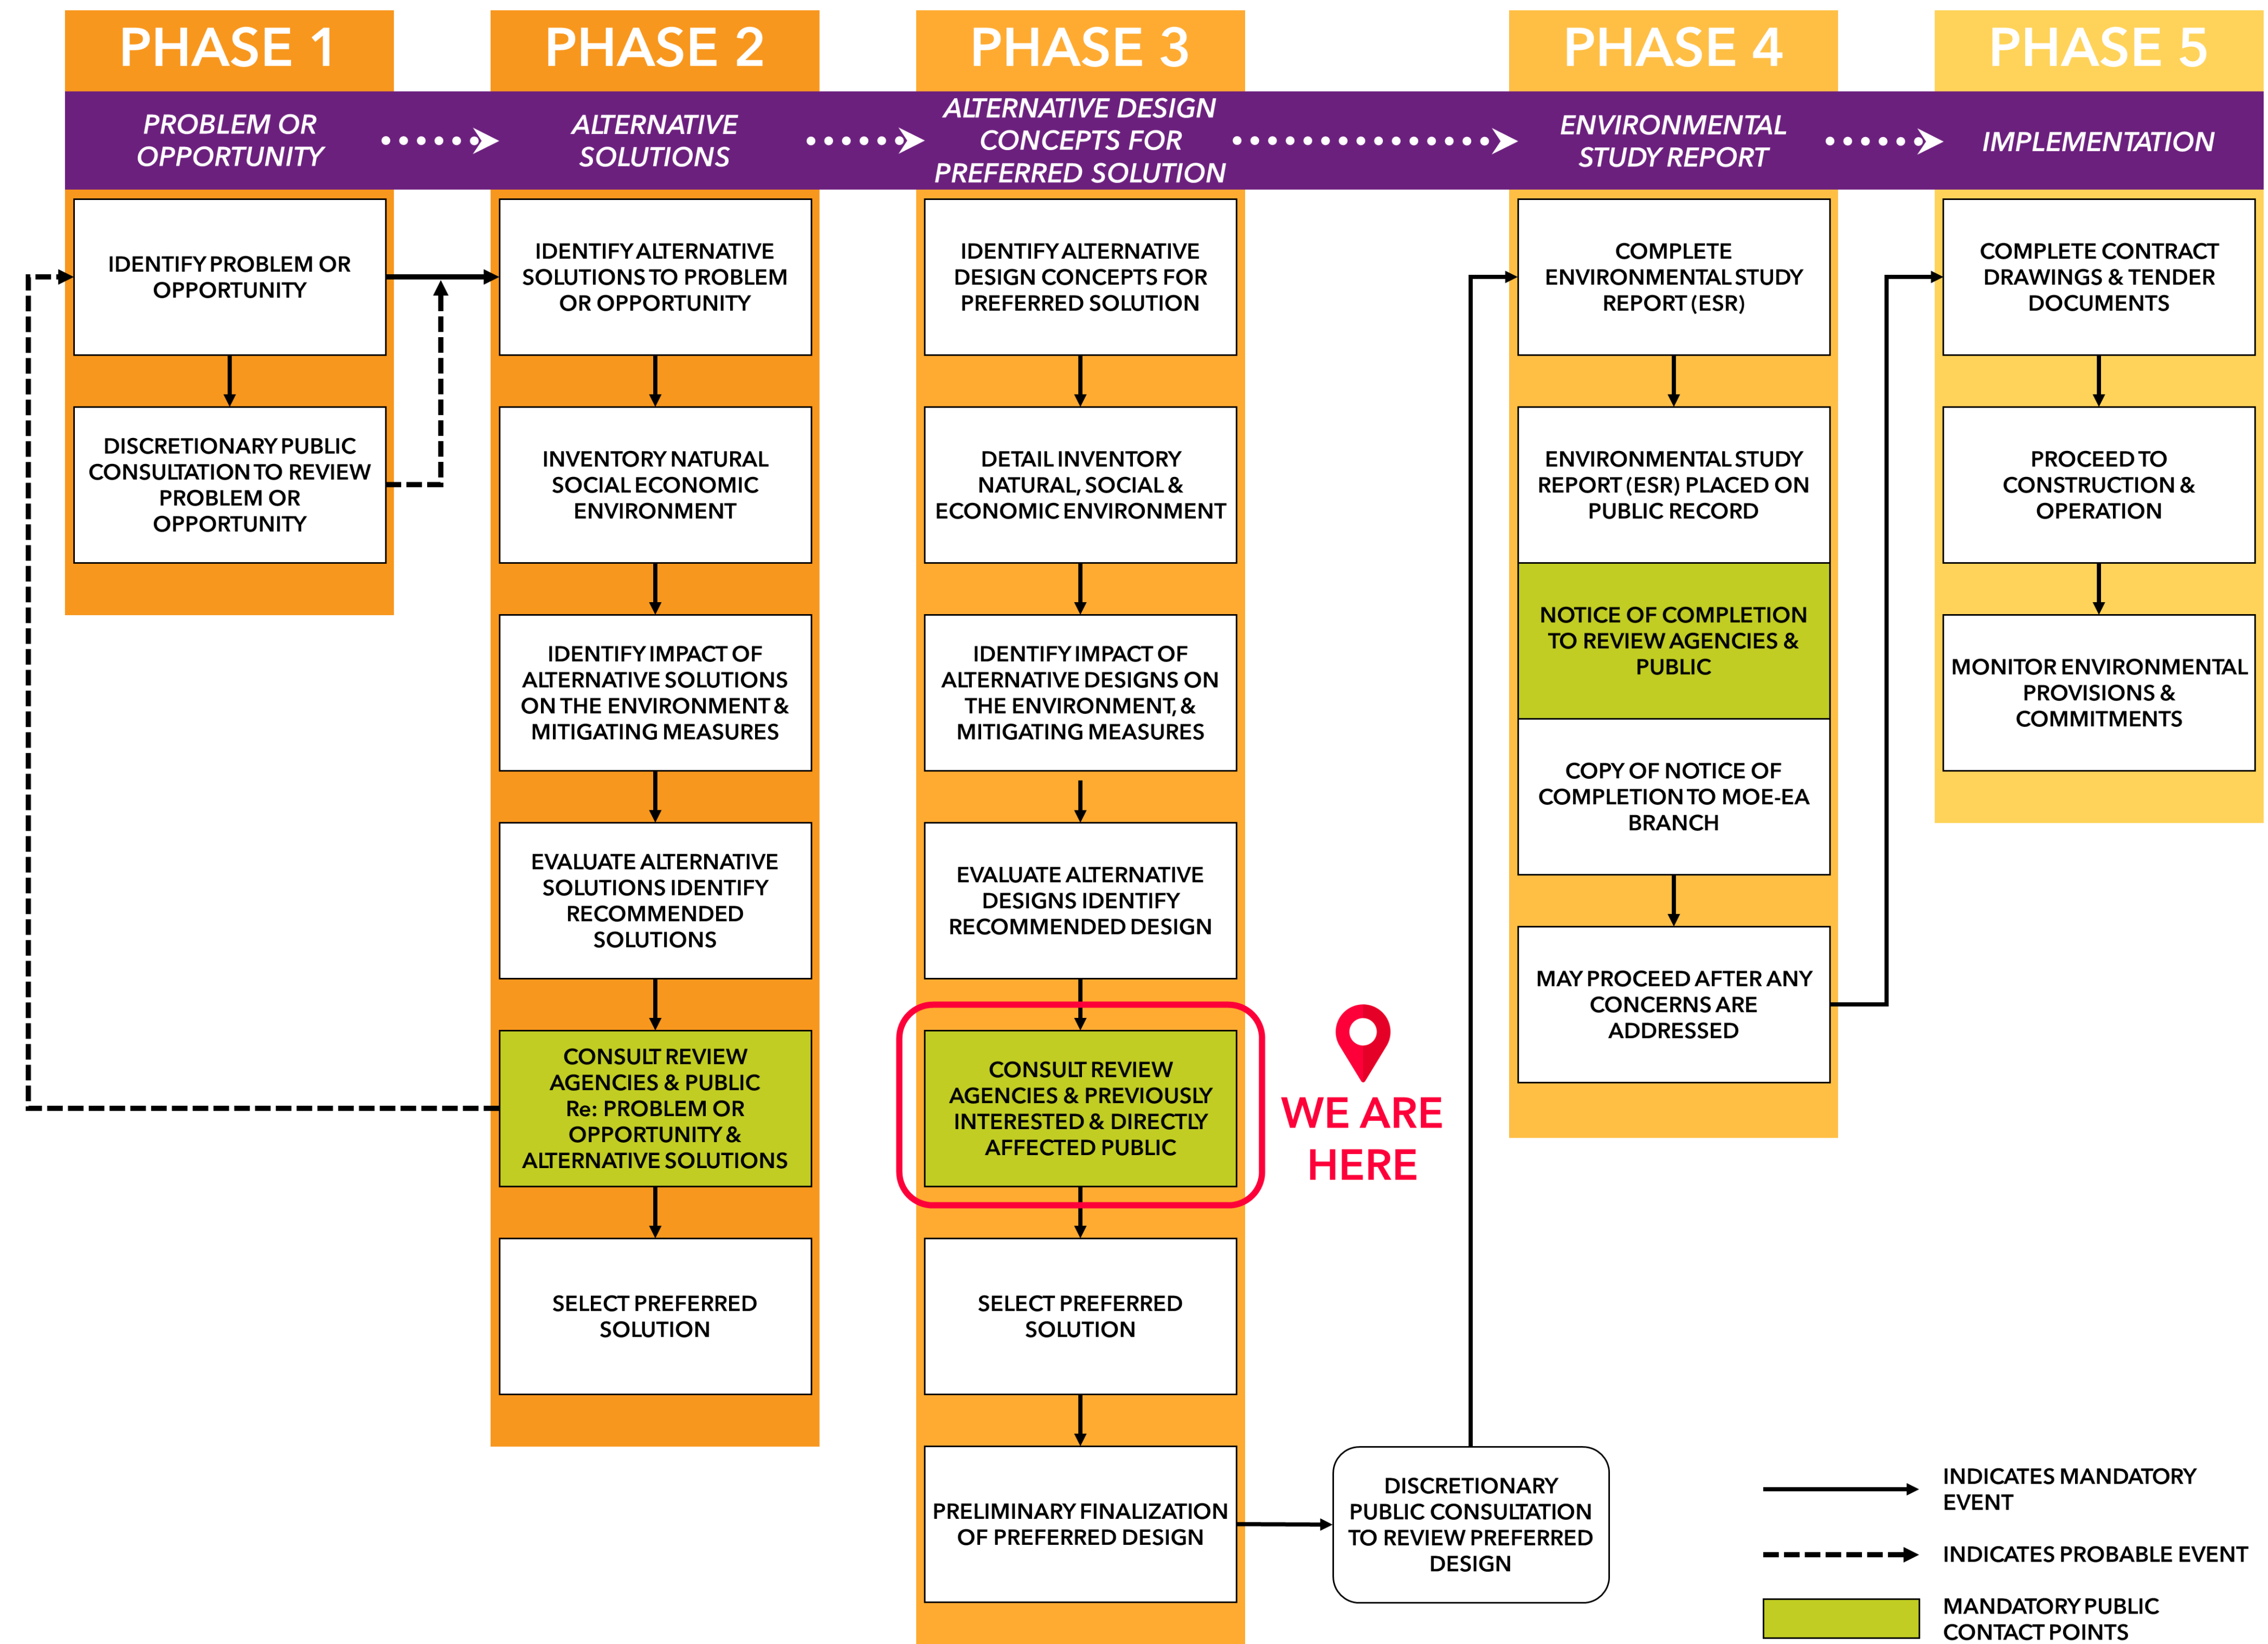 PHASE 1
PROBLEM OR
OPPORTUNITY
IDENTIFY PROBLEM OR
OPPORTUNITY
DISCRETIONARY PUBLIC
CONSULTATION TO REVIEW
PROBLEM OR
OPPORTUNITY
PHASE 2
ALTERNATIVE
SOLUTIONS
IDENTIFY ALTERNATIVE
SOLUTIONS TO PROBLEM
OR OPPORTUNITY
INVENTORY NATURAL
SOCIAL ECONOMIC
ENVIRONMENT
IDENTIFY IMPACT OF
ALTERNATIVE SOLUTIONS
ON THE ENVIRONMENT &
MITIGATING MEASURES
EVALUATE ALTERNATIVE
SOLUTIONS IDENTIFY
RECOMMENDED
SOLUTIONS
CONSULT REVIEW
AGENCIES & PUBLIC
Re: PROBLEM OR
OPPORTUNITY &
ALTERNATIVE SOLUTIONS
SELECT PREFERRED
SOLUTION
PHASE 3
ALTERNATIVE DESIGN
CONCEPTS FOR
PREFERRED SOLUTION
IDENTIFY ALTERNATIVE
DESIGN CONCEPTS FOR
PREFERRED SOLUTION
DETAIL INVENTORY
NATURAL, SOCIAL &
ECONOMIC ENVIRONMENT
IDENTIFY IMPACT OF
ALTERNATIVE DESIGNS ON
THE ENVIRONMENT, &
MITIGATING MEASURES
EVALUATE ALTERNATIVE
DESIGNS IDENTIFY
RECOMMENDED DESIGN
CONSULT REVIEW
AGENCIES & PREVIOUSLY
INTERESTED & DIRECTLY
AFFECTED PUBLIC
WE ARE
HERE
SELECT PREFERRED
SOLUTION
PRELIMINARY FINALIZATION
OF PREFERRED DESIGN
DISCRETIONARY
PUBLIC CONSULTATION
TO REVIEW PREFERRED
DESIGN
PHASE 4
ENVIRONMENTAL
STUDY REPORT
COMPLETE
ENVIRONMENTAL STUDY
REPORT (ESR)
ENVIRONMENTAL STUDY
REPORT (ESR) PLACED ON
PUBLIC RECORD
NOTICE OF COMPLETION
TO REVIEW AGENCIES &
PUBLIC
COPY OF NOTICE OF
COMPLETION TO MOE-EA
BRANCH
MAY PROCEED AFTER ANY
CONCERNS ARE
ADDRESSED
PHASE 5
IMPLEMENTATION
COMPLETE CONTRACT
DRAWINGS & TENDER
DOCUMENTS
PROCEED TO
CONSTRUCTION &
OPERATION
MONITOR ENVIRONMENTAL
PROVISIONS &
COMMITMENTS
INDICATES MANDATORY
EVENT
INDICATES PROBABLE EVENT
MANDATORY PUBLIC
CONTACT POINTS